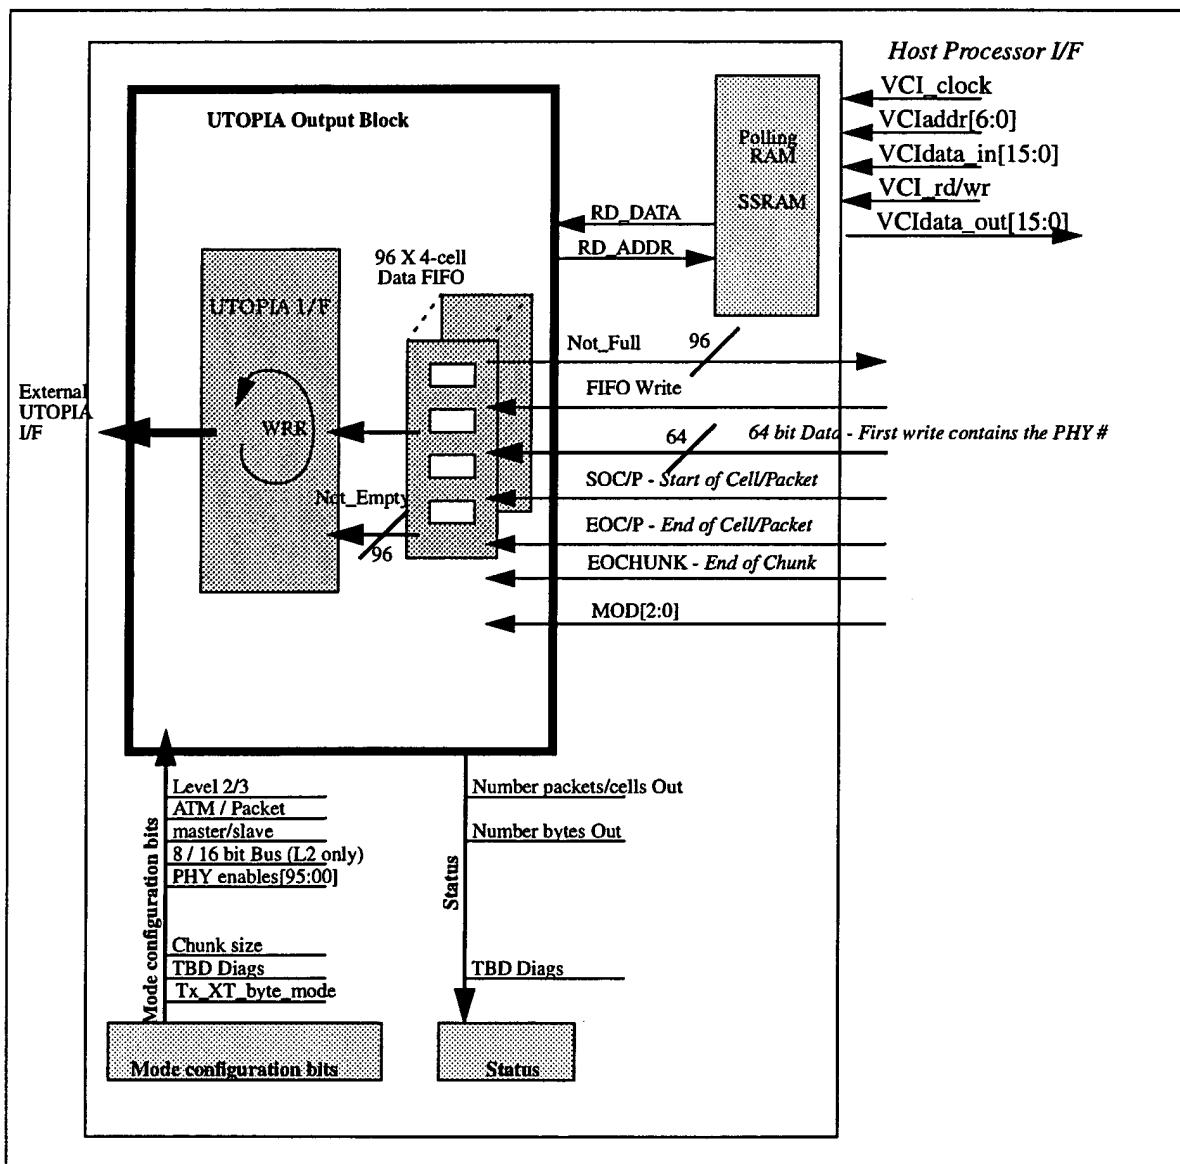 Host Processor I/F
VCI_clock
VCIaddr[6:0]
VCIdata_in[15:0]
VCI_rd/wr
VCIdata_out[15:0]
UTOPIA Output Block
Polling
RAM
SSRAM
RD_DATA
RD_ADDR
96 X 4-cell
Data FIFO
UTOPIA I/F
Not_Full
96
FIFO Write
External
UTOPIA
I/F
WRR
64
64 bit Data - First write contains the PHY #
SOC/P - Start of Cell/Packet
Not_Empty
96
EOC/P - End of Cell/Packet
EOCHUNK - End of Chunk
MOD[2:0]
Mode configuration bits
Level 2/3
ATM / Packet
master/slave
8 / 16 bit Bus (L2 only)
PHY enables[95:00]
Chunk size
TBD Diags
Tx_XT_byte_mode
Status
Number packets/cells Out
Number bytes Out
TBD Diags
Mode configuration bits
Status